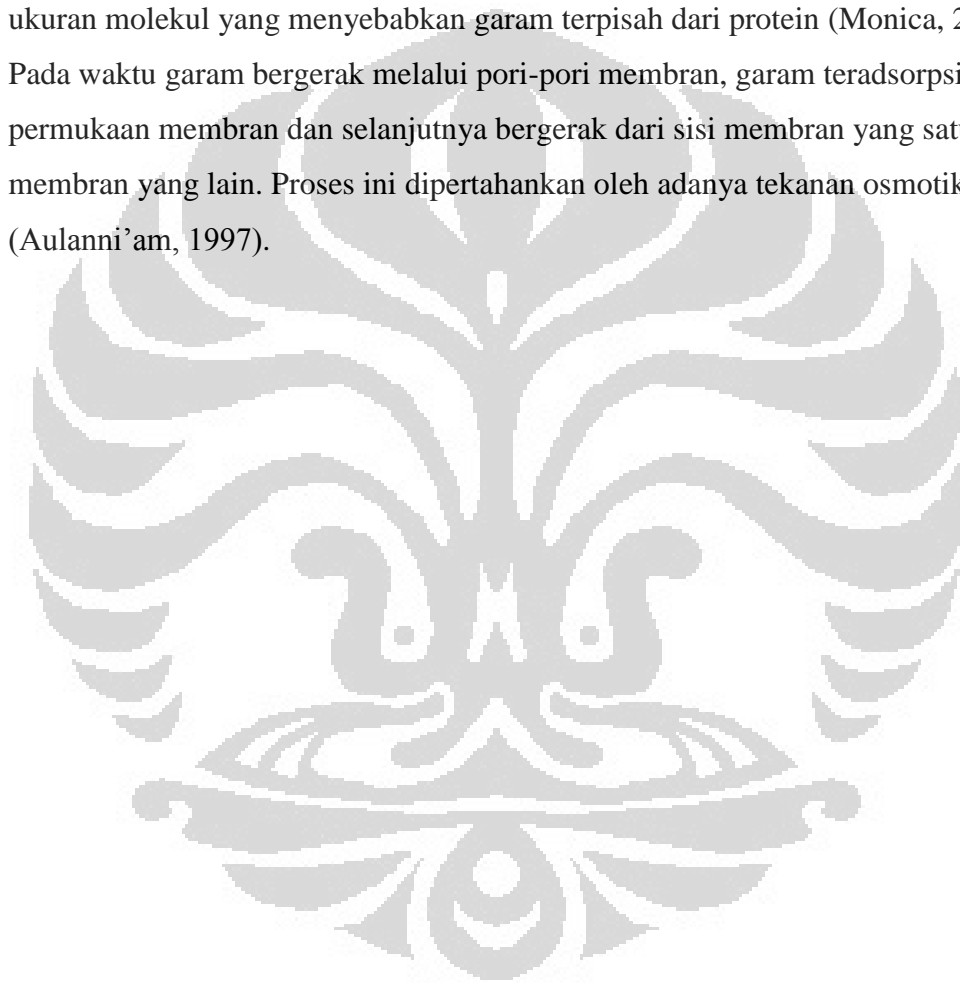 ukuran molekul yang menyebabkan garam terpisah dari protein (Monica, 2
Pada waktu garam bergerak melalui pori-pori membran, garam teradsorpsi
permukaan membran dan selanjutnya bergerak dari sisi membran yang satu
membran yang lain. Proses ini dipertahankan oleh adanya tekanan osmotik
(Aulanni’am, 1997).